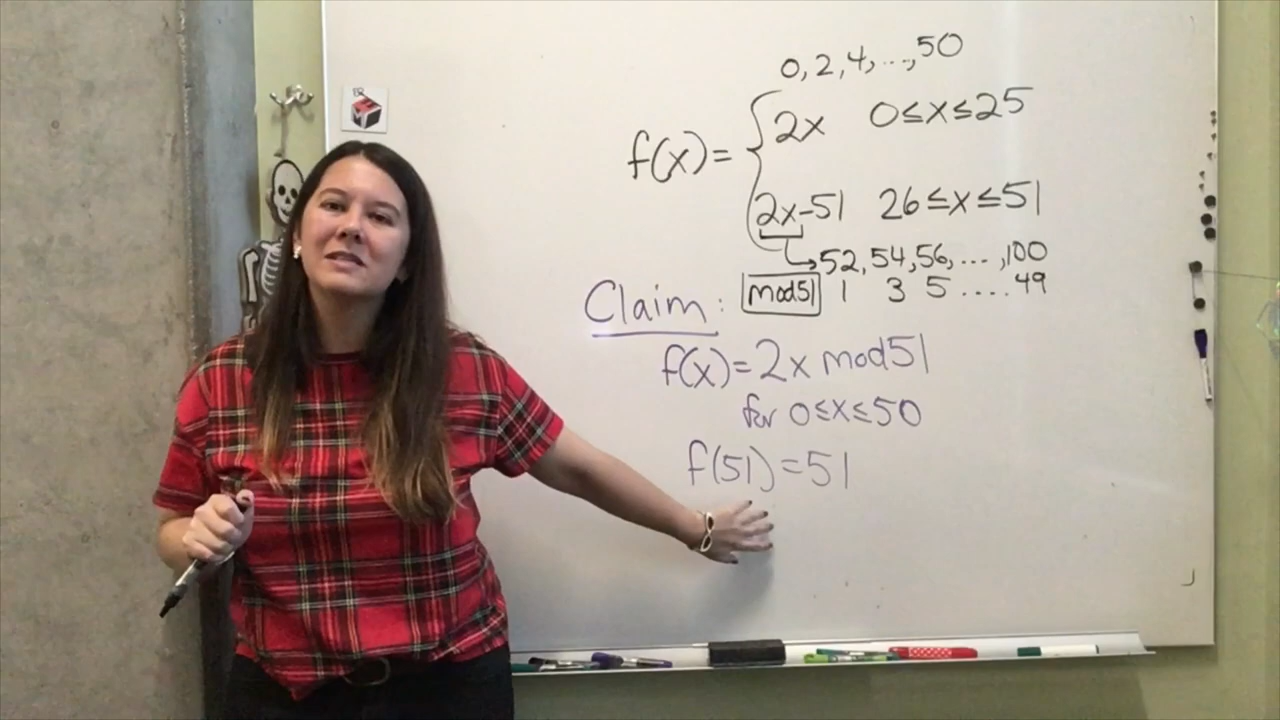 0, 2, 4, ..., 50
f(x) = { 2x 0 ≤ x ≤ 25
2x-51 26 ≤ x ≤ 51
52, 54, 56, ..., 100
mod51 1 3 5 .... 49
Claim:
f(x) = 2x mod 51
for 0 ≤ x ≤ 50
f(51) = 51